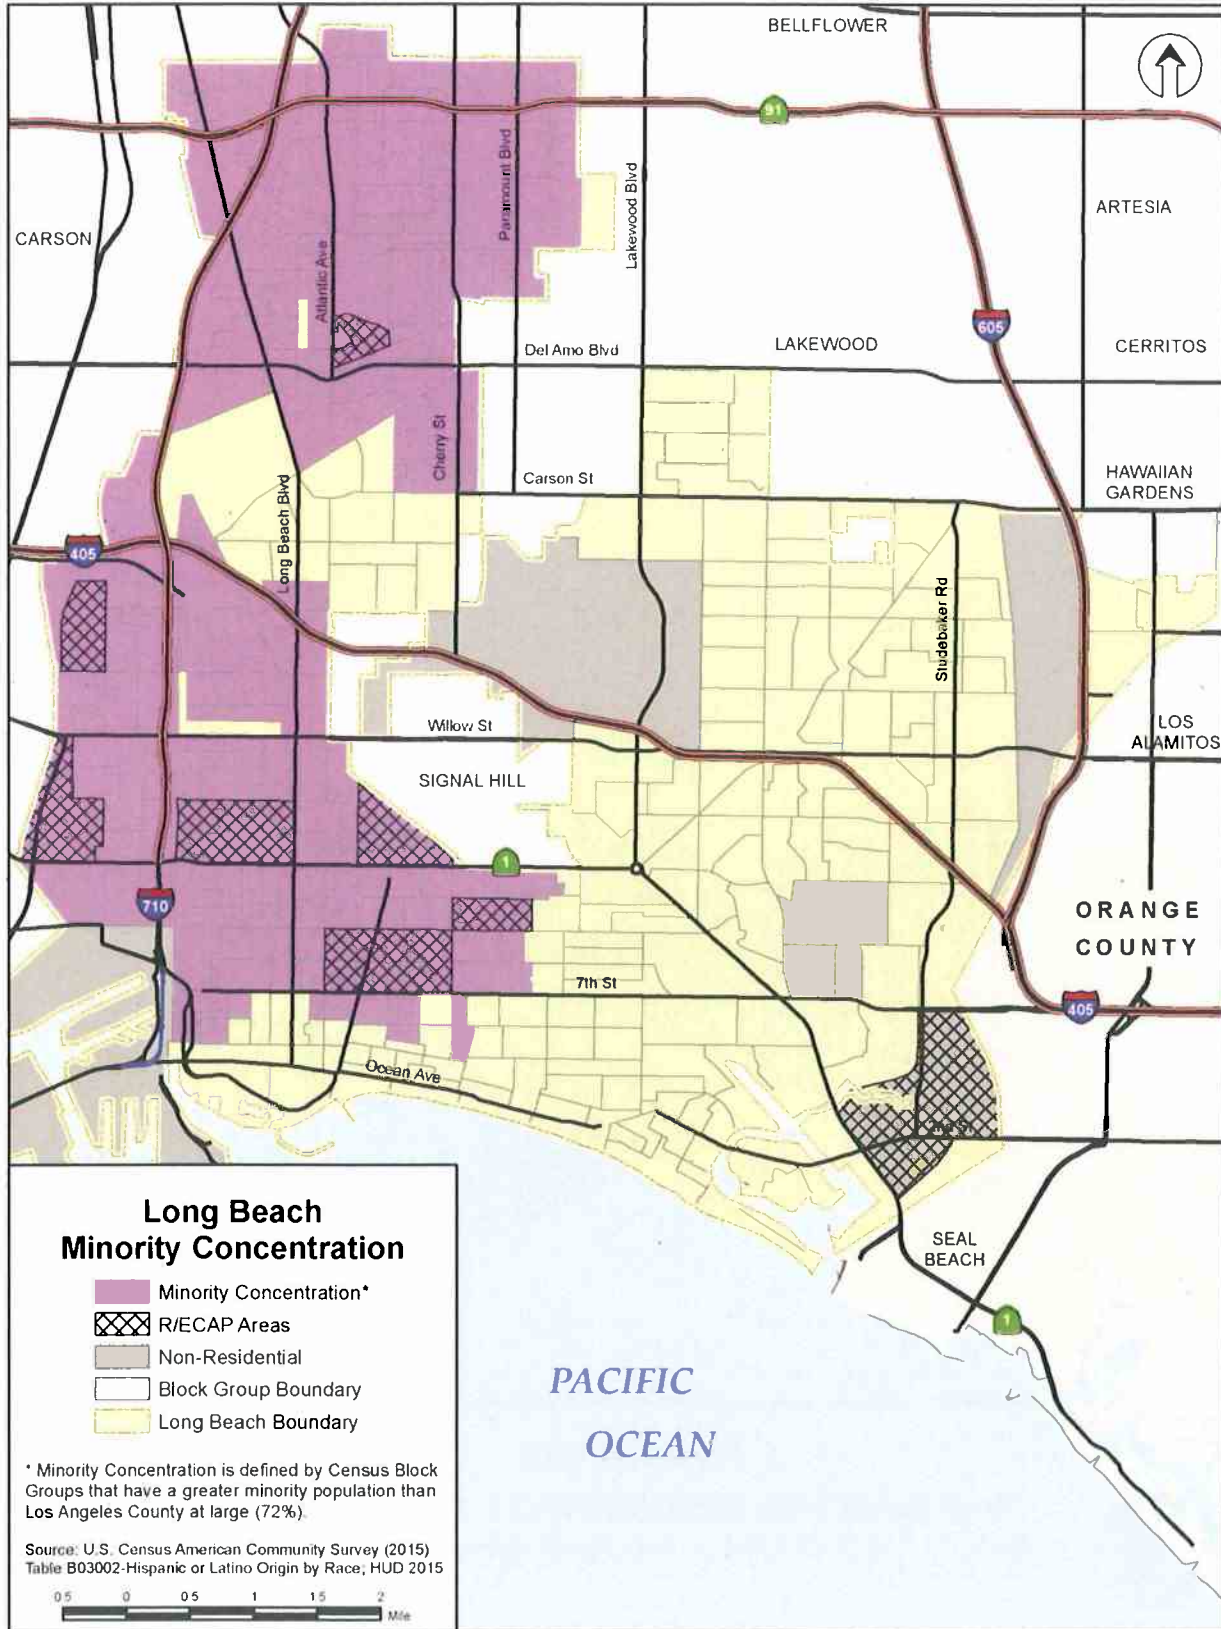 BELLFLOWER
91
Paramount Blvd
Lakewood Blvd
ARTESIA
CARSON
Atlantic Ave
605
Del Amo Blvd
LAKEWOOD
CERRITOS
Cherry St
Carson St
HAWAIIAN
GARDENS
Long Beach Blvd
405
Studebaker Rd
Willow St
LOS
ALAMITOS
SIGNAL HILL
1
710
ORANGE
COUNTY
7th St
405
Ocean Ave
2nd St
SEAL
BEACH
1
PACIFIC
OCEAN
Long Beach
Minority Concentration
Minority Concentration*
R/ECAP Areas
Non-Residential
Block Group Boundary
Long Beach Boundary
* Minority Concentration is defined by Census Block
Groups that have a greater minority population than
Los Angeles County at large (72%).
Source: U.S. Census American Community Survey (2015)
Table B03002-Hispanic or Latino Origin by Race; HUD 2015
0.5 0 0.5 1 1.5 2
Mile